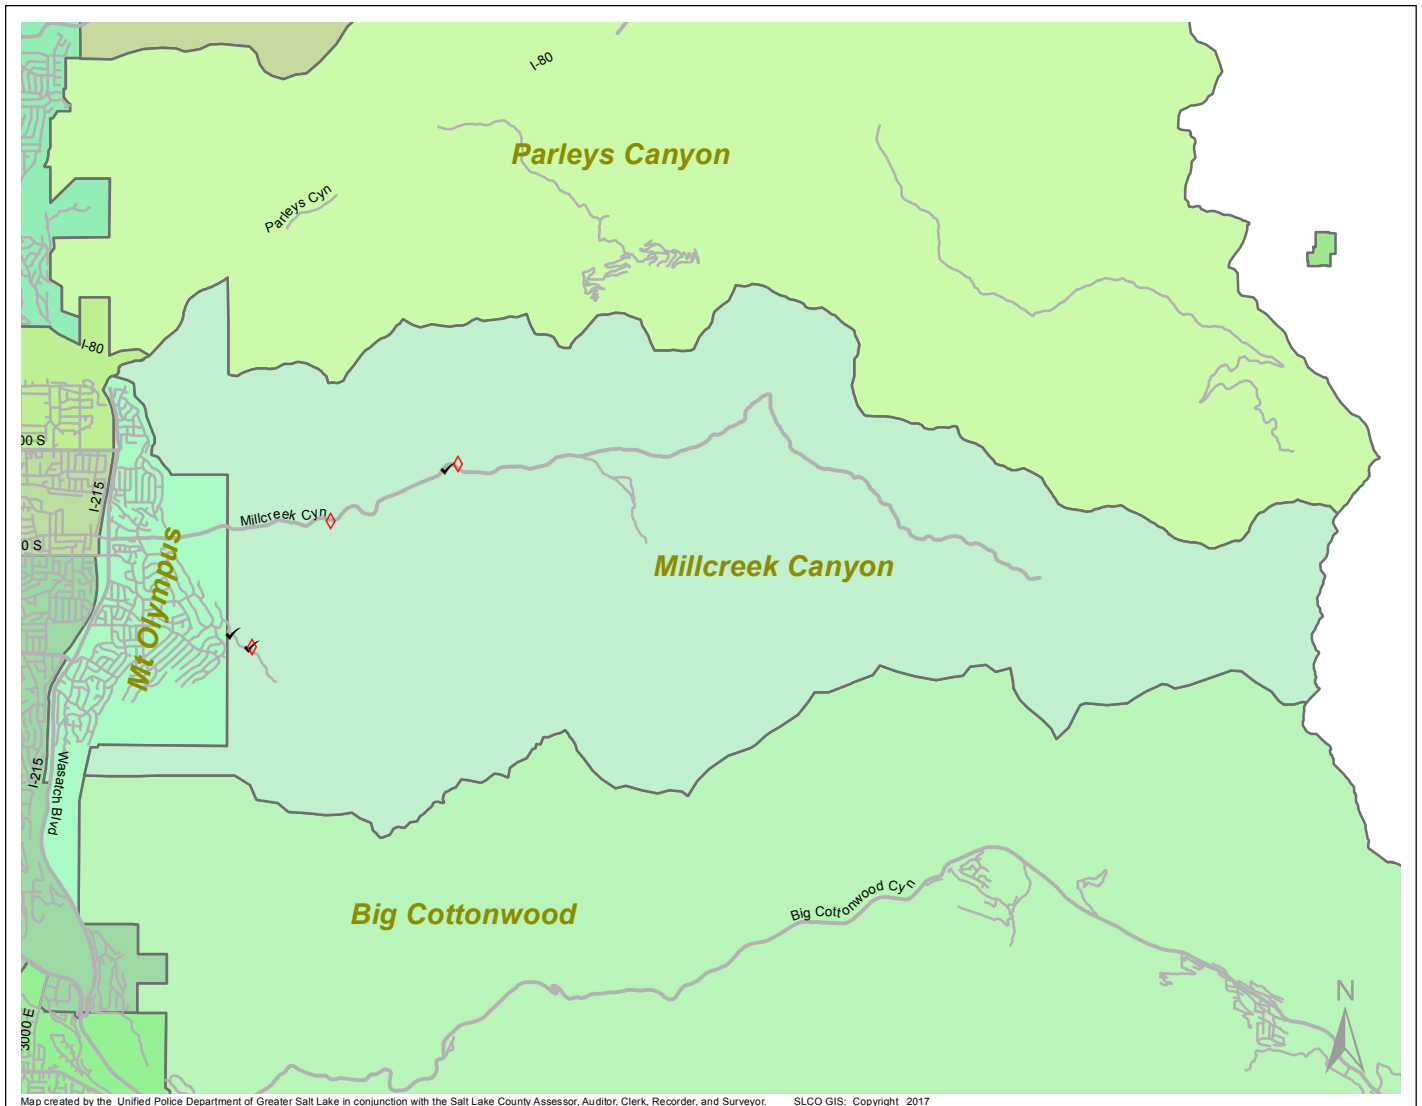 I-80
Parleys Canyon
Parleys Cyn
I-80
00 S
I-215
Millcreek Cyn
0 S
Millcreek Canyon
Mt Olympus
I-215
Wasatch Blvd
Big Cottonwood Cyn
Big Cottonwood
N
3000 E
Map created by the Unified Police Department of Greater Salt Lake in conjunction with the Salt Lake County Assessor, Auditor, Clerk, Recorder, and Surveyor. SLCO GIS: Copyright 2017